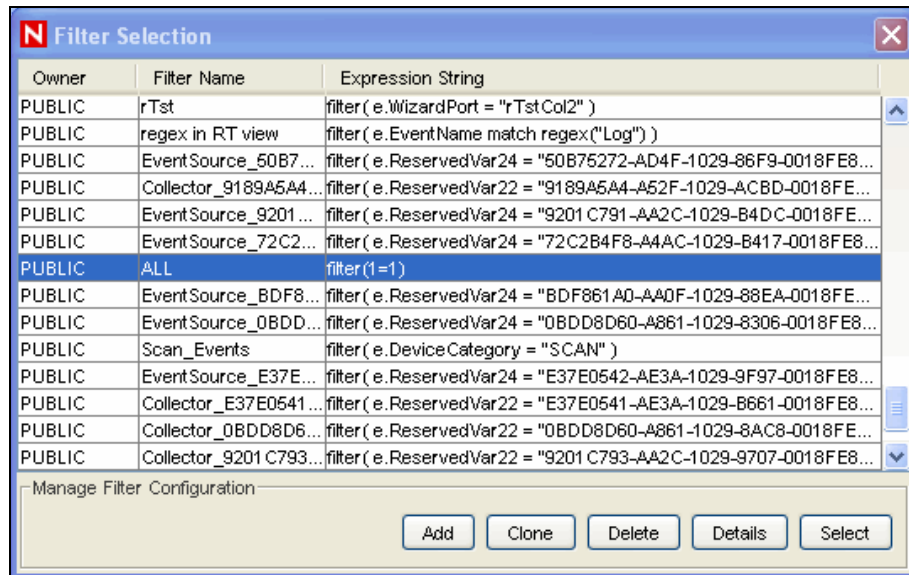 N Filter Selection
Owner Filter Name Expression String
PUBLIC rTst filter( e.WizardPort = "rTstCol2" )
PUBLIC regex in RT view filter( e.EventName match regex("Log") )
PUBLIC EventSource_50B7... filter( e.ReservedVar24 = "50B75272-AD4F-1029-86F9-0018FE8...
PUBLIC Collector_9189A5A4... filter( e.ReservedVar22 = "9189A5A4-A52F-1029-ACBD-0018FE...
PUBLIC EventSource_9201... filter( e.ReservedVar24 = "9201C791-AA2C-1029-B4DC-0018FE...
PUBLIC EventSource_72C2... filter( e.ReservedVar24 = "72C2B4F8-A4AC-1029-B417-0018FE8...
PUBLIC ALL filter(1=1)
PUBLIC EventSource_BDF8... filter( e.ReservedVar24 = "BDF861A0-AA0F-1029-88EA-0018FE...
PUBLIC EventSource_0BDD... filter( e.ReservedVar24 = "0BDD8D60-A861-1029-8306-0018FE8...
PUBLIC Scan_Events filter( e.DeviceCategory = "SCAN" )
PUBLIC EventSource_E37E... filter( e.ReservedVar24 = "E37E0542-AE3A-1029-9F97-0018FE8...
PUBLIC Collector_E37E0541... filter( e.ReservedVar22 = "E37E0541-AE3A-1029-B661-0018FE8...
PUBLIC Collector_0BDD8D6... filter( e.ReservedVar22 = "0BDD8D60-A861-1029-8AC8-0018FE...
PUBLIC Collector_9201C793... filter( e.ReservedVar22 = "9201C793-AA2C-1029-9707-0018FE8...
Manage Filter Configuration
Add Clone Delete Details Select